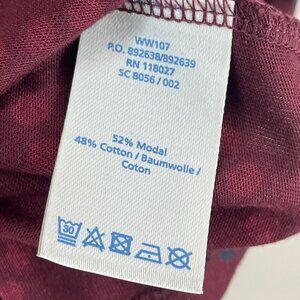 WW107
P.O. 892638/892639
RN 118027
SC 8056 / 002
52% Modal
48% Cotton / Baumwolle /
Coton
30